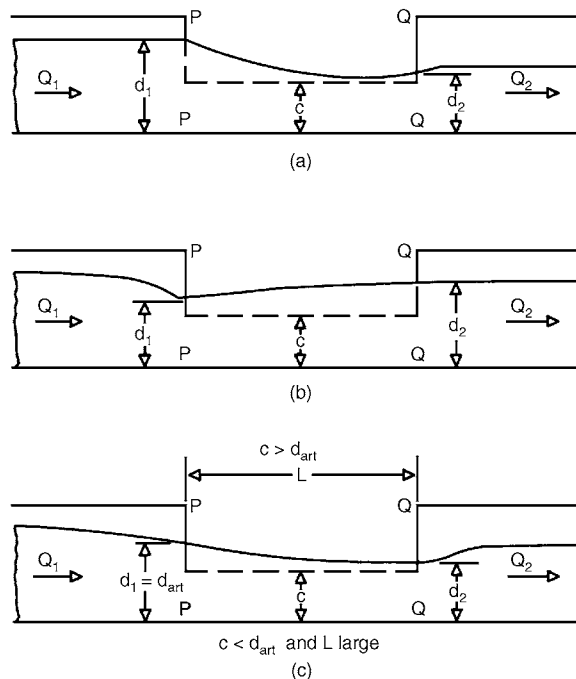 P Q
Q1 d1 c d2 Q2
P Q
(a)
P Q
Q1 d1 c d2 Q2
P Q
(b)
c > dart
L
P Q
Q1 d1 = dart c d2 Q2
P Q
c < dart and L large
(c)